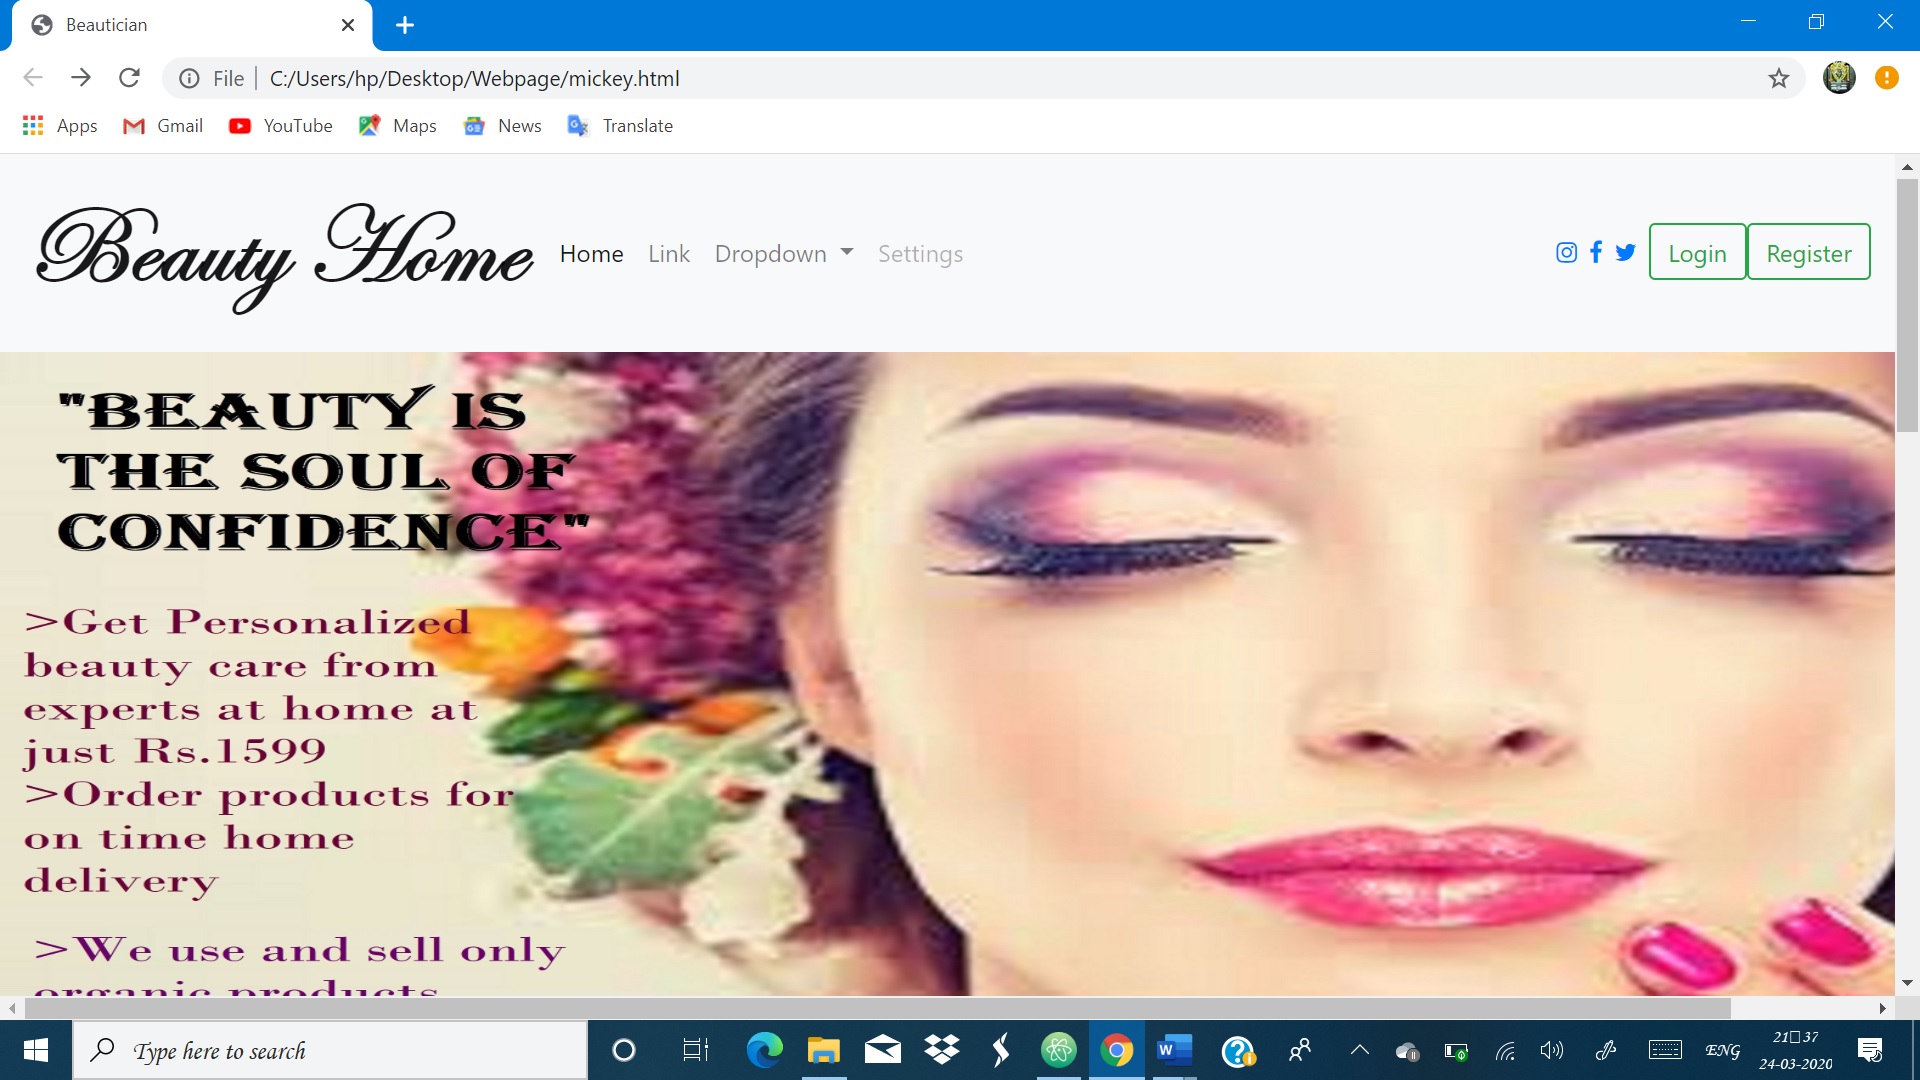 Beautician
File C:/Users/hp/Desktop/Webpage/mickey.html
Apps Gmail YouTube Maps News Translate
Beauty Home Home Link Dropdown Settings Login Register
"BEAUTY IS
THE SOUL OF
CONFIDENCE"
>Get Personalized
beauty care from
experts at home at
just Rs.1599
>Order products for
on time home
delivery
>We use and sell only
organic products
Type here to search
ENG
21▯37
24-03-2020